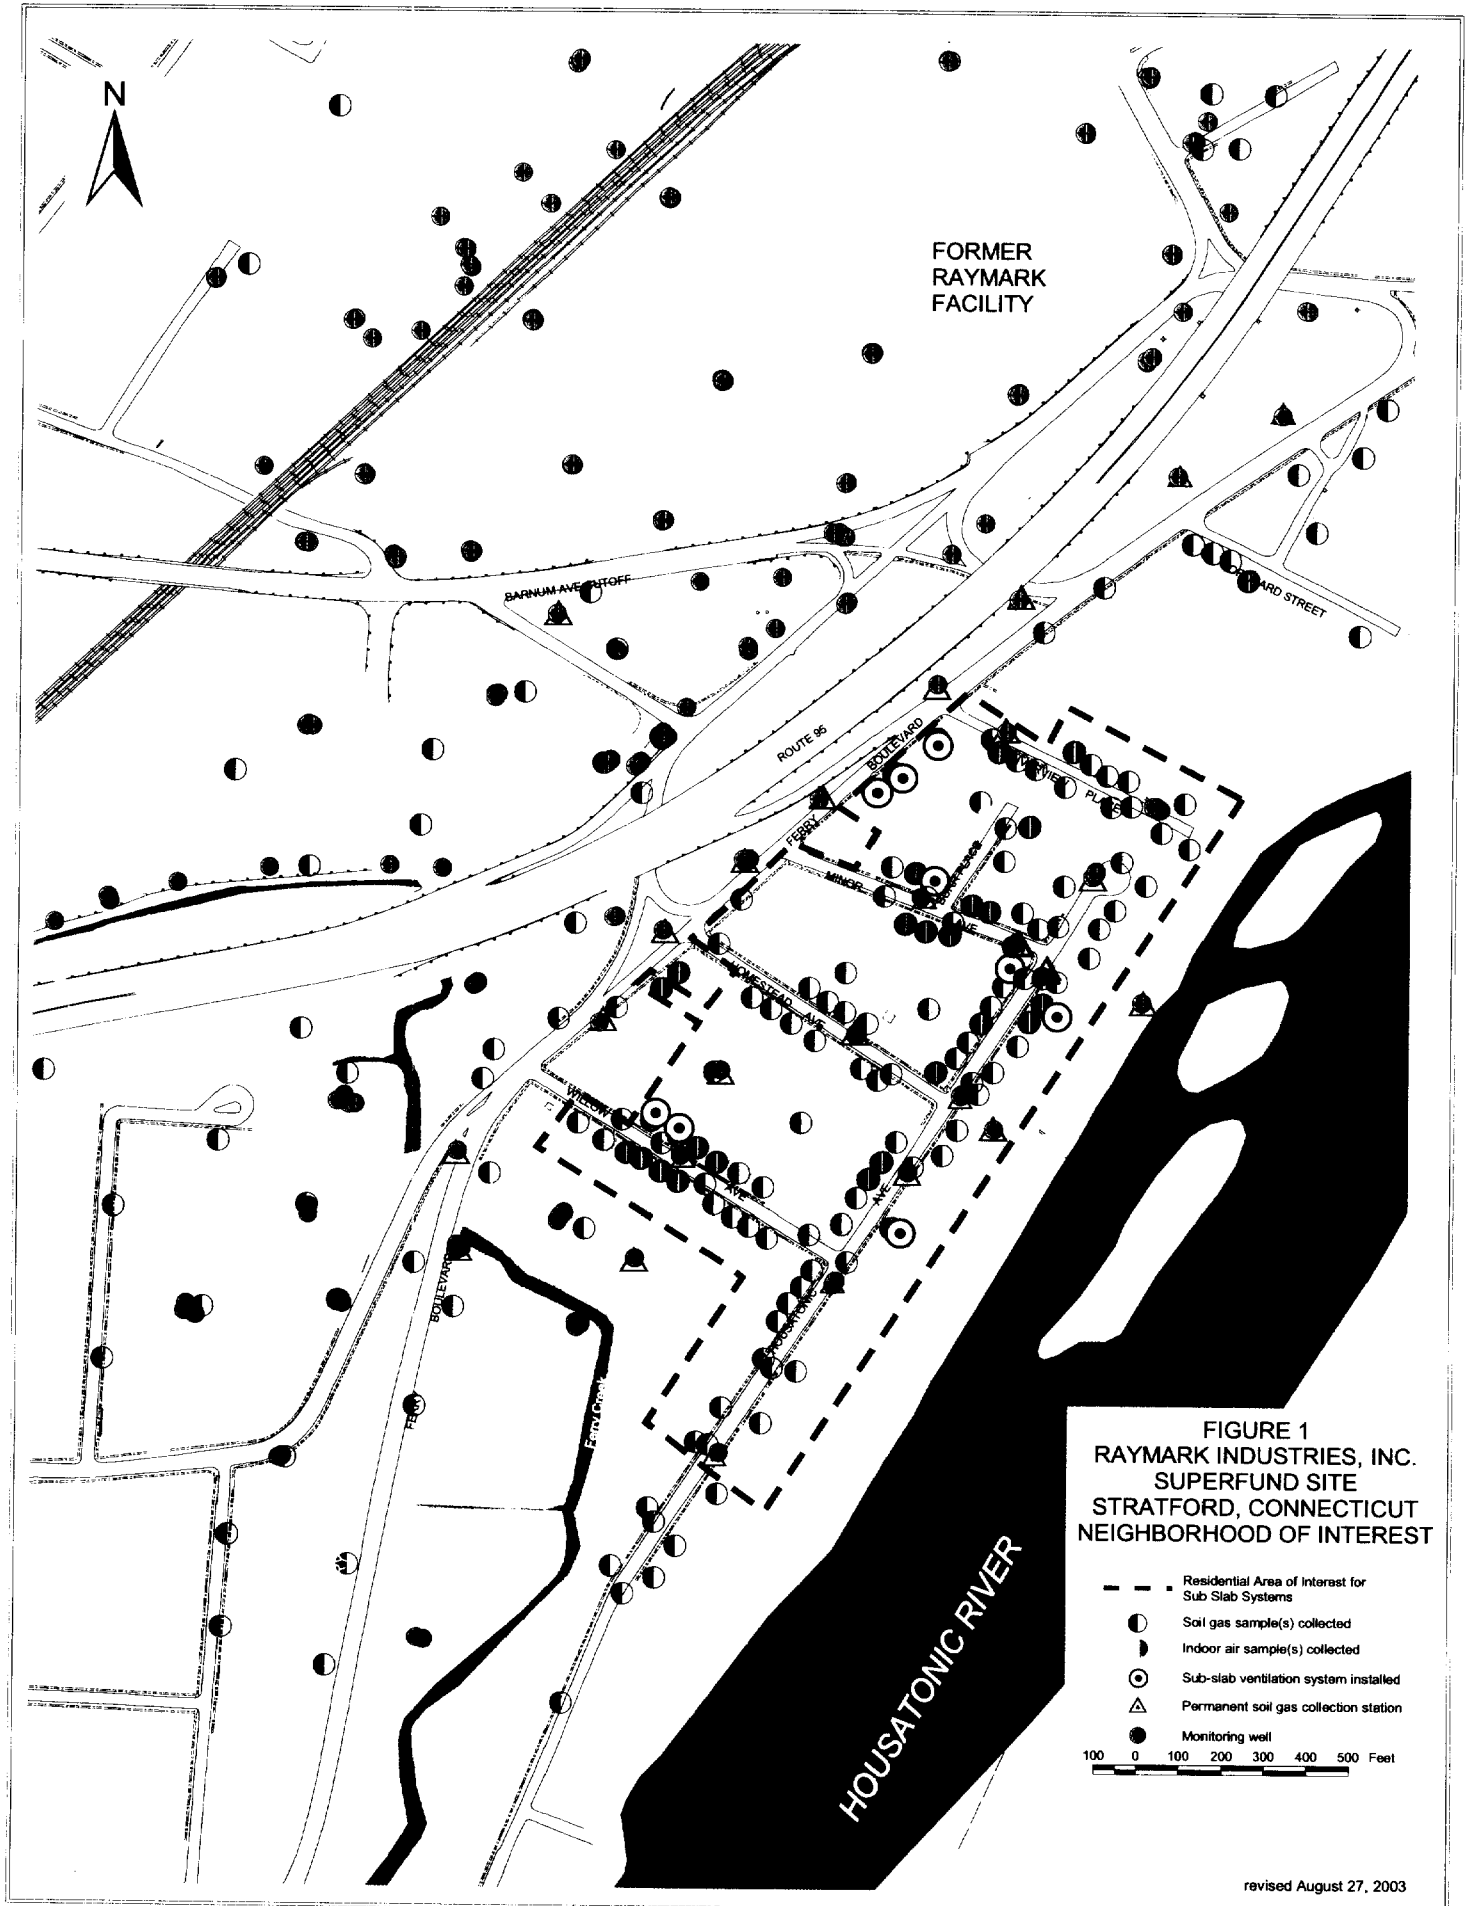 N
FORMER
RAYMARK
FACILITY
BARNUM AVE CUTOFF
STREET
ROUTE 95
BOULEVARD
FERRY
PLACE
MINOR
AVE
HOMESTEAD AVE
WILLOW
AVE
AVE
HOUSATONIC
BOULEVARD
FERRY
Ferry Creek
HOUSATONIC RIVER
FIGURE 1
RAYMARK INDUSTRIES, INC.
SUPERFUND SITE
STRATFORD, CONNECTICUT
NEIGHBORHOOD OF INTEREST
Residential Area of Interest for
Sub Slab Systems
Soil gas sample(s) collected
Indoor air sample(s) collected
Sub-slab ventilation system installed
Permanent soil gas collection station
Monitoring well
100 0 100 200 300 400 500 Feet
revised August 27, 2003